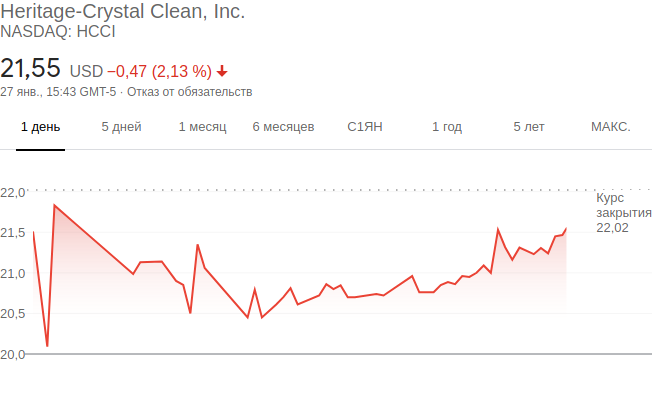 Heritage-Crystal Clean, Inc.
NASDAQ: HCCI
21,55 USD −0,47 (2,13 %)
27 янв., 15:43 GMT-5 · Отказ от обязательств
1 день 5 дней 1 месяц 6 месяцев С1ЯН 1 год 5 лет МАКС.
22,0
Курс
закрытия
22,02
21,5
21,0
20,5
20,0